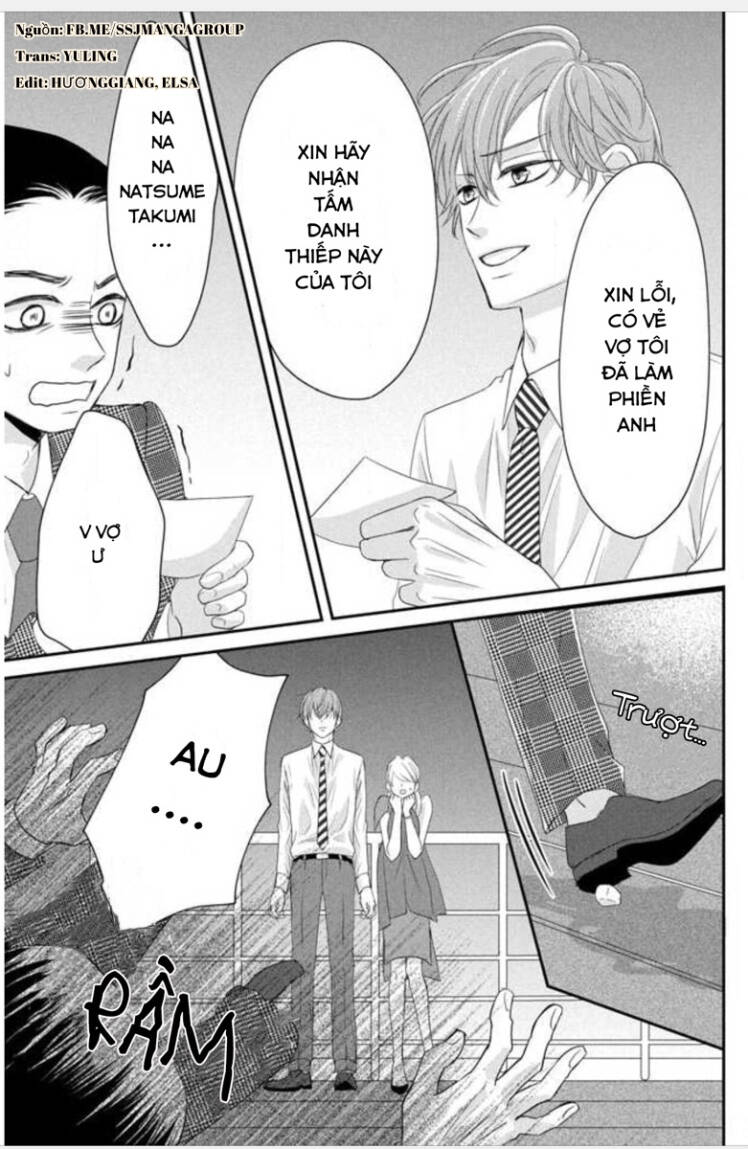 Nguồn: FB.ME/SSJMANGAGROUP
Trans: YULING
Edit: HƯƠNGGIANG, ELSA
XIN LỖI,
CÓ VẺ
VỢ TÔI
ĐÃ LÀM
PHIỀN
ANH
XIN HÃY
NHẬN
TẤM
DANH
THIẾP NÀY
CỦA TÔI
NA
NA
NA
NATSUME
TAKUMI
...
V VỢ
Ư
Trượt...
AU
....
RẦM